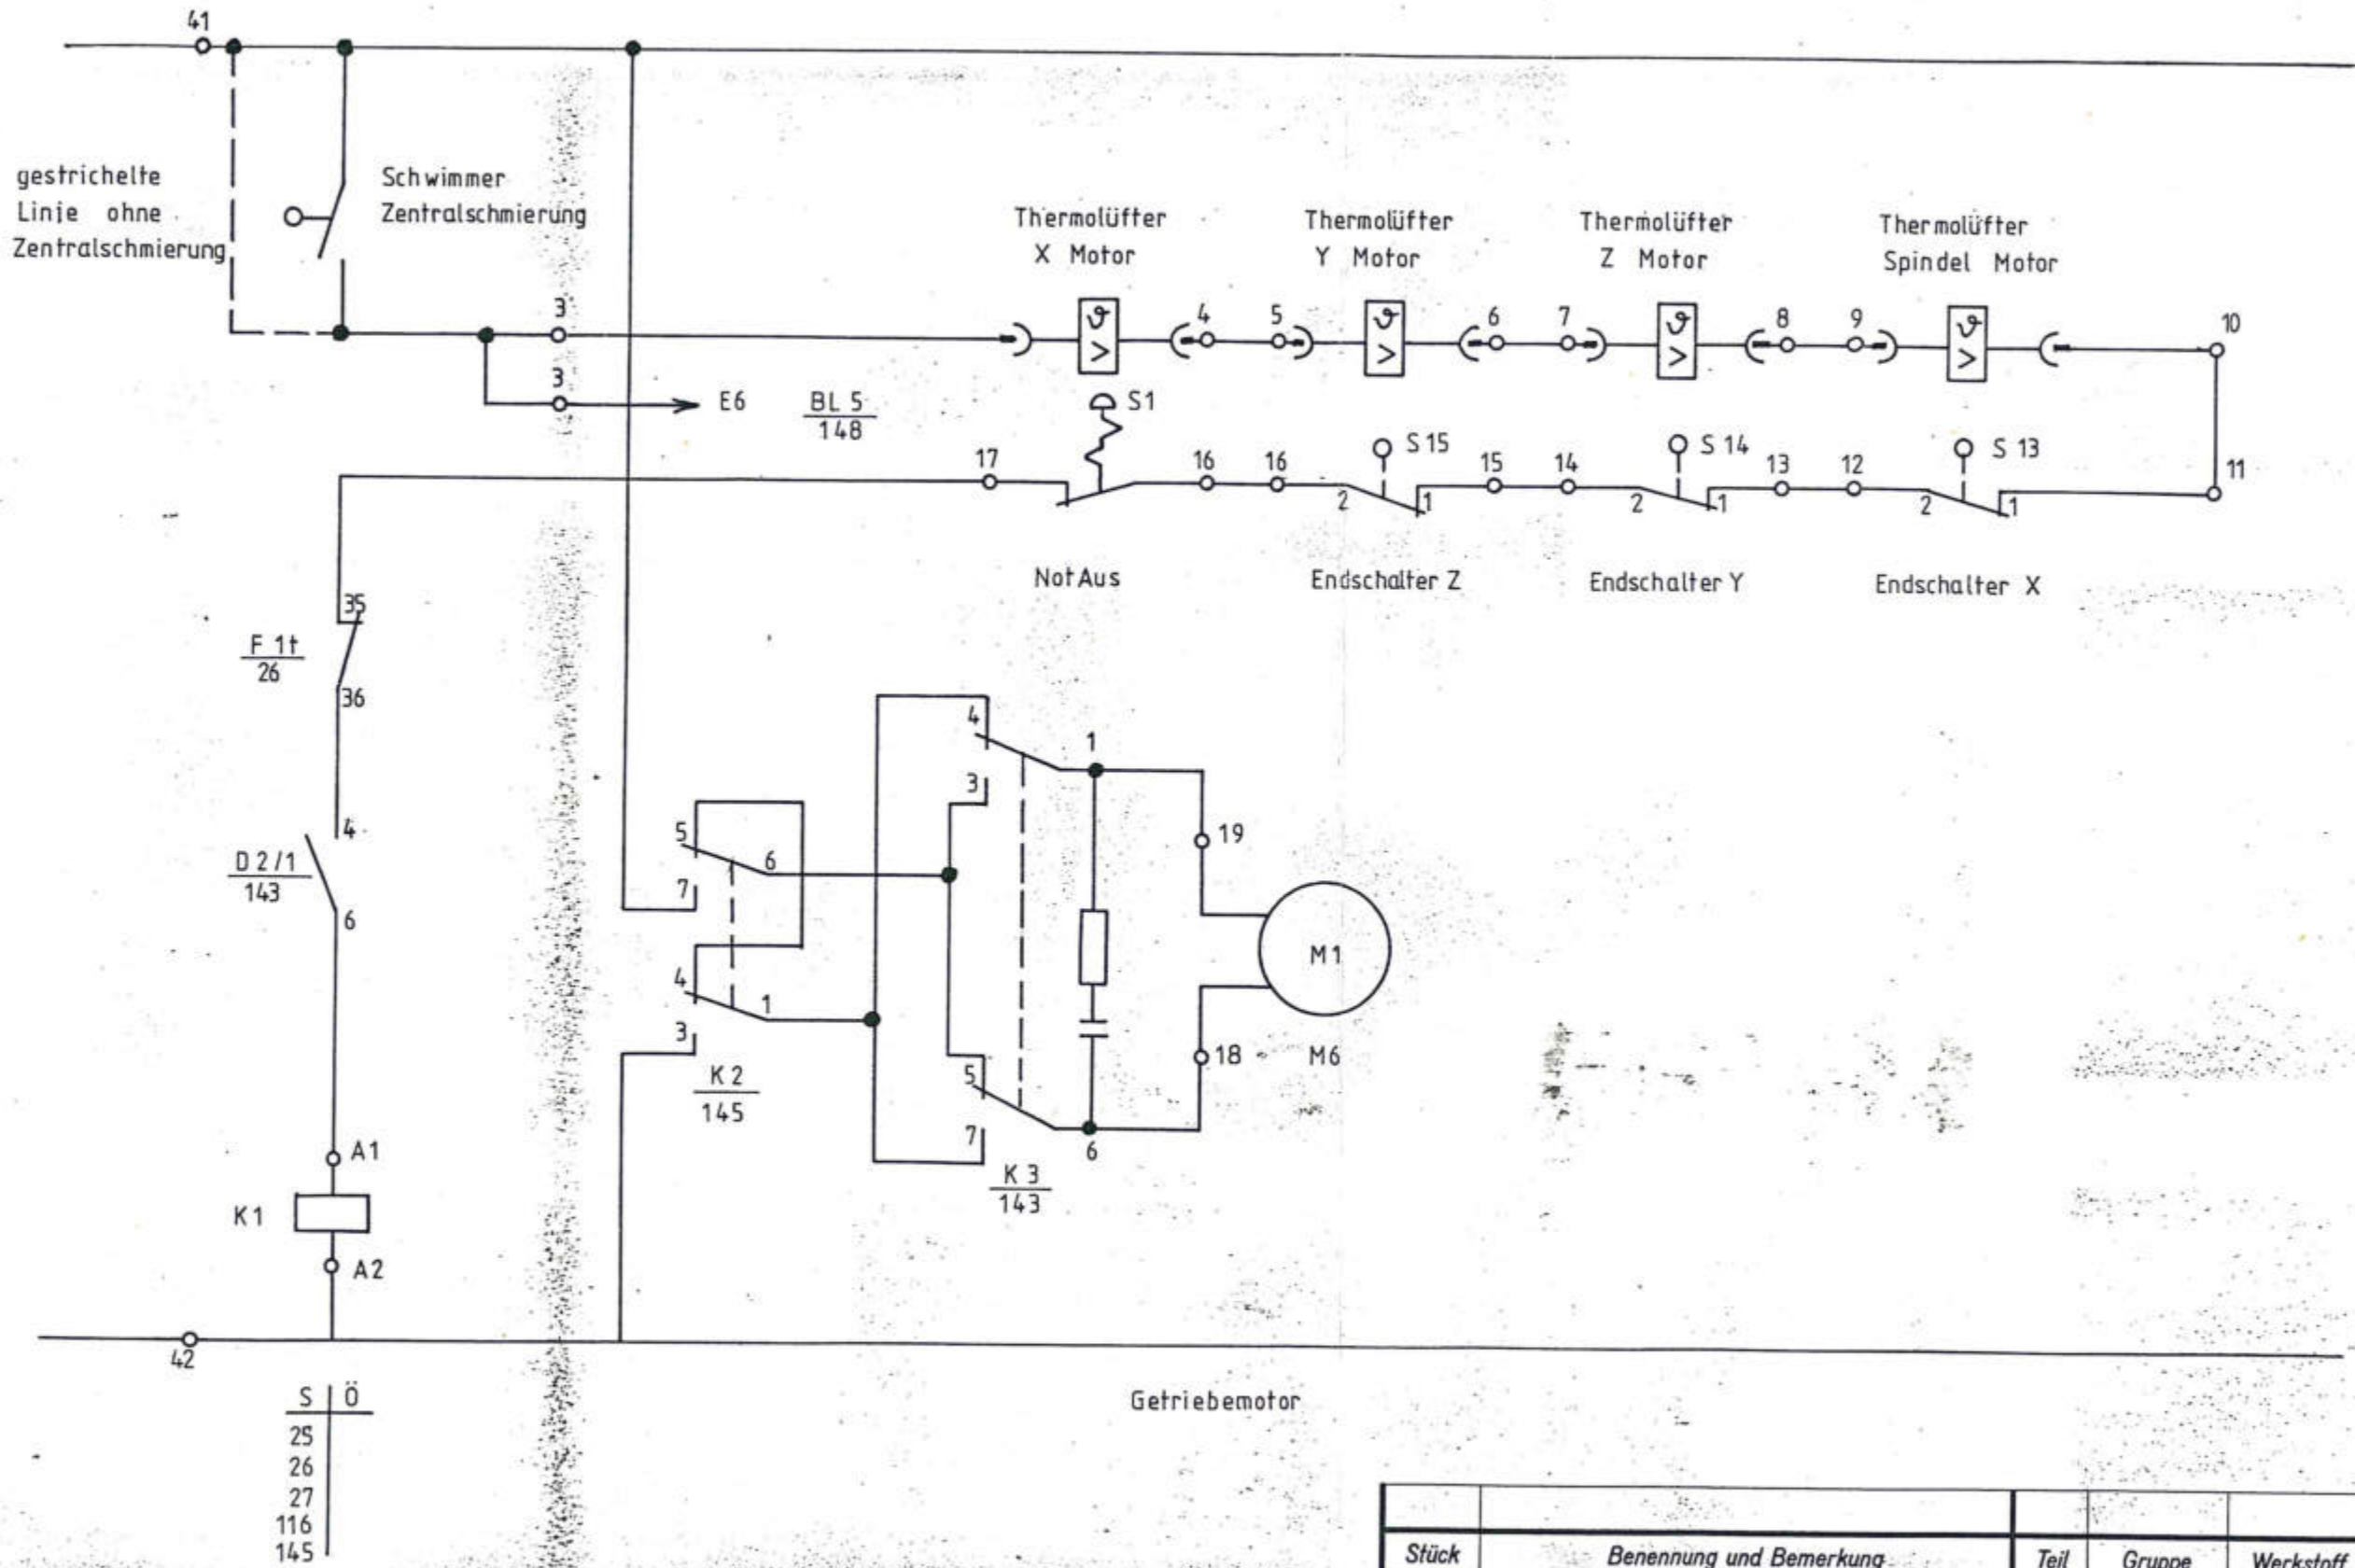 41
gestrichelte
Linie ohne
Zentralschmierung
Schwimmer
Zentralschmierung
Thermolüfter
X Motor
Thermolüfter
Y Motor
Thermolüfter
Z Motor
Thermolüfter
Spindel Motor
3
ϑ
>
4
5
ϑ
>
6
7
ϑ
>
8
9
ϑ
>
10
3
E6
BL 5
148
S1
S 15
S 14
S 13
17
16
16
2
1
15
14
2
1
13
12
2
1
11
Not Aus
Endschalter Z
Endschalter Y
Endschalter X
35
F 1t
26
36
4
D 2/1
143
6
A1
K1
A2
5
6
7
4
1
3
K 2
145
4
3
1
5
7
6
K 3
143
19
M1
18
M6
42
Getriebemotor
S Ö
25
26
27
116
145
Stück Benennung und Bemerkung Teil Gruppe Werkstoff